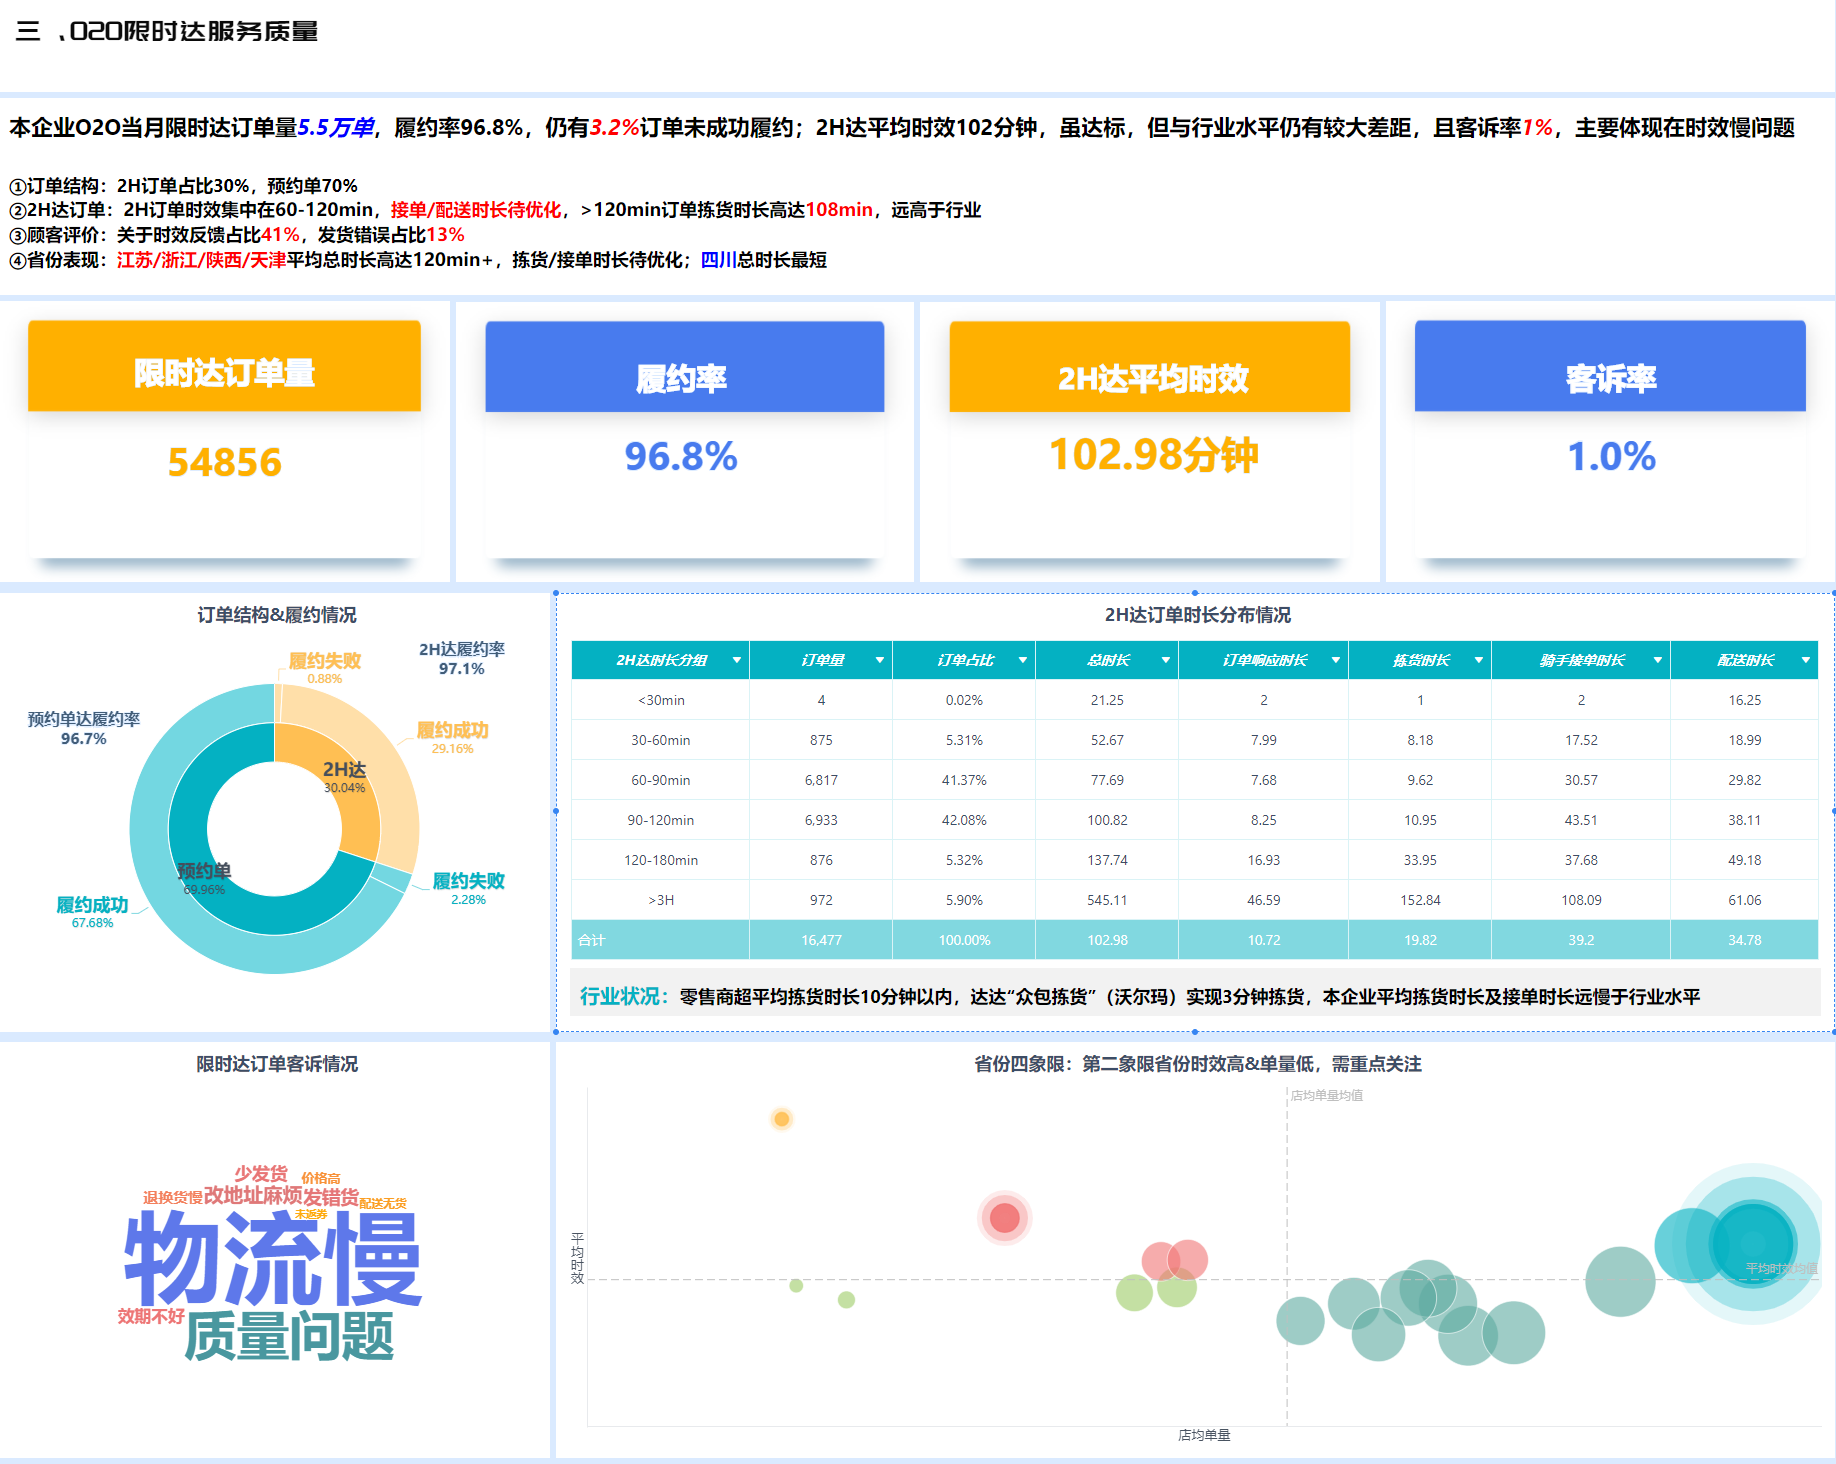 三 、O2O限时达服务质量
本企业O2O当月限时达订单量5.5万单，履约率96.8%，仍有3.2%订单未成功履约；2H达平均时效102分钟，虽达标，但与行业水平仍有较大差距，且客诉率1%，主要体现在时效慢问题
①订单结构：2H订单占比30%，预约单70%
②2H达订单：2H订单时效集中在60-120min，接单/配送时长待优化，>120min订单拣货时长高达108min，远高于行业
③顾客评价：关于时效反馈占比41%，发货错误占比13%
④省份表现：江苏/浙江/陕西/天津平均总时长高达120min+，拣货/接单时长待优化；四川总时长最短
限时达订单量
54856
履约率
96.8%
2H达平均时效
102.98分钟
客诉率
1.0%
订单结构&履约情况
履约失败
0.88%
2H达履约率
97.1%
预约单达履约率
96.7%
履约成功
29.16%
2H达
30.04%
预约单
69.96%
履约失败
2.28%
履约成功
67.68%
2H达订单时长分布情况
2H达时长分组 订单量 订单占比 总时长 订单响应时长 拣货时长 骑手接单时长 配送时长
<30min 4 0.02% 21.25 2 1 2 16.25
30-60min 875 5.31% 52.67 7.99 8.18 17.52 18.99
60-90min 6,817 41.37% 77.69 7.68 9.62 30.57 29.82
90-120min 6,933 42.08% 100.82 8.25 10.95 43.51 38.11
120-180min 876 5.32% 137.74 16.93 33.95 37.68 49.18
>3H 972 5.90% 545.11 46.59 152.84 108.09 61.06
合计 16,477 100.00% 102.98 10.72 19.82 39.2 34.78
行业状况：零售商超平均拣货时长10分钟以内，达达“众包拣货”（沃尔玛）实现3分钟拣货，本企业平均拣货时长及接单时长远慢于行业水平
限时达订单客诉情况
少发货
价格高
退换货慢
改地址麻烦
发错货
配送无货
未返券
物流慢
效期不好
质量问题
省份四象限：第二象限省份时效高&单量低，需重点关注
店均单量均值
平均时效
平均时效均值
店均单量